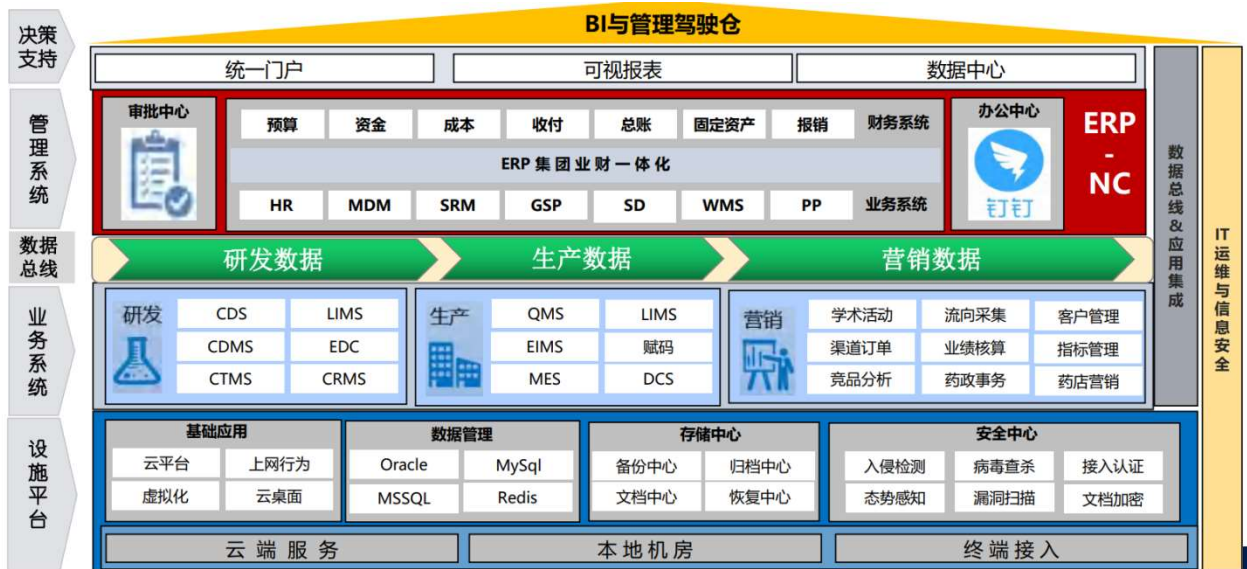 BI与管理驾驶仓
决策
支持
统一门户
可视报表
数据中心
管理系统
审批中心
预算
资金
成本
收付
总账
固定资产
报销
财务系统
ERP 集 团 业 财 一 体 化
HR
MDM
SRM
GSP
SD
WMS
PP
业务系统
办公中心
钉钉
ERP
-
NC
数据
总线
研发数据
生产数据
营销数据
业务系统
研发
CDS
LIMS
CDMS
EDC
CTMS
CRMS
生产
QMS
LIMS
EIMS
赋码
MES
DCS
营销
学术活动
流向采集
客户管理
渠道订单
业绩核算
指标管理
竞品分析
药政事务
药店营销
数据总线&应用集成
IT运维与信息安全
设施平台
基础应用
云平台
上网行为
虚拟化
云桌面
数据管理
Oracle
MySql
MSSQL
Redis
存储中心
备份中心
归档中心
文档中心
恢复中心
安全中心
入侵检测
病毒直杀
接入认证
态势感知
漏洞扫描
文档加密
云 端 服 务
本 地 机 房
终 端 接 入